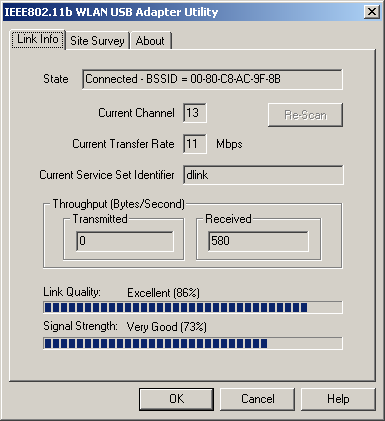 IEEE802.11b WLAN USB Adapter Utility
Link Info Site Survey About
State Connected - BSSID = 00-80-C8-AC-9F-8B
Current Channel 13 Re-Scan
Current Transfer Rate 11 Mbps
Current Service Set Identifier dlink
Throughput (Bytes/Second)
Transmitted Received
0 580
Link Quality: Excellent (86%)
Signal Strength: Very Good (73%)
OK Cancel Help